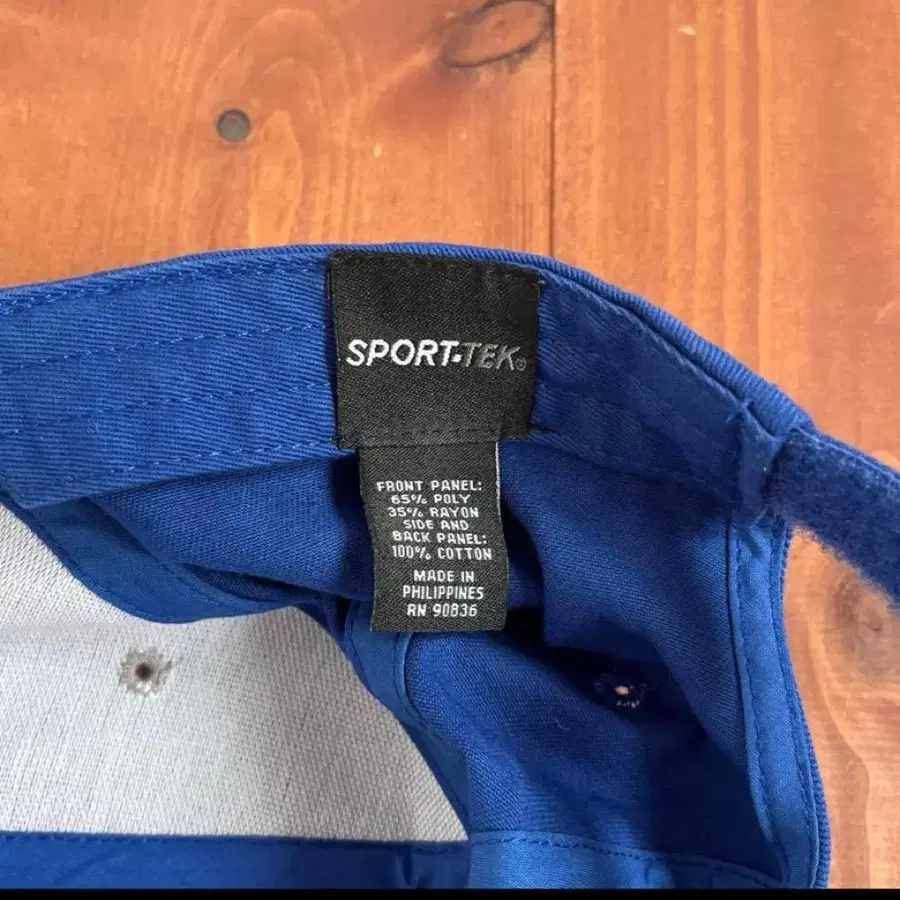 SPORT-TEK®
FRONT PANEL:
65% POLY
35% RAYON
SIDE AND
BACK PANEL:
100% COTTON
MADE IN
PHILIPPINES
RN 90836